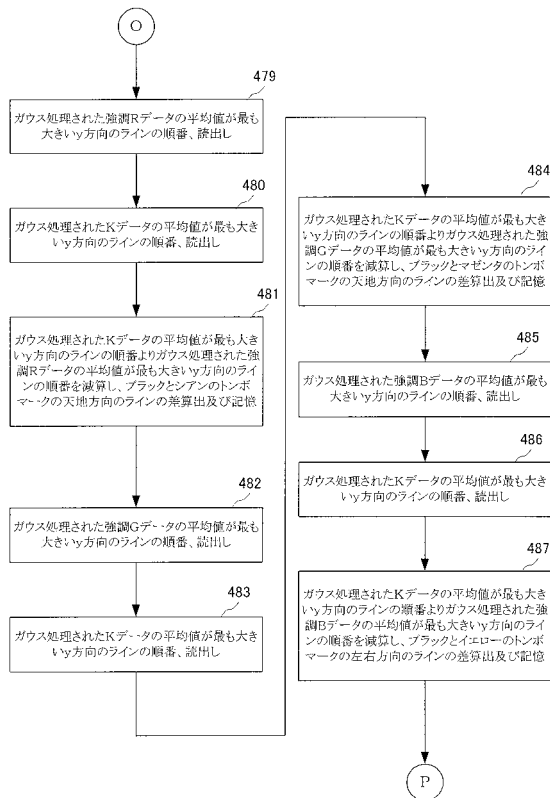 O
479
ガウス処理された強調Rデータの平均値が最も
大きいy方向のラインの順番、読出し
480
ガウス処理されたKデータの平均値が最も大き
いy方向のラインの順番、読出し
481
ガウス処理されたKデータの平均値が最も大き
いy方向のラインの順番よりガウス処理された強
調Rデータの平均値が最も大きいy方向のライ
ンの順番を減算し、ブラックとシアンのトンボ
マークの天地方向のラインの差算出及び記憶
482
ガウス処理された強調Gデータの平均値が最も
大きいy方向のラインの順番、読出し
483
ガウス処理されたKデータの平均値が最も大き
いy方向のラインの順番、読出し
484
ガウス処理されたKデータの平均値が最も大き
いy方向のラインの順番よりガウス処理された強
調Gデータの平均値が最も大きいy方向のライ
ンの順番を減算し、ブラックとマゼンタのトンボ
マークの天地方向のラインの差算出及び記憶
485
ガウス処理された強調Bデータの平均値が最も
大きいy方向のラインの順番、読出し
486
ガウス処理されたKデータの平均値が最も大き
いy方向のラインの順番、読出し
487
ガウス処理されたKデータの平均値が最も大き
いy方向のラインの順番よりガウス処理された強
調Bデータの平均値が最も大きいy方向のライ
ンの順番を減算し、ブラックとイエローのトンボ
マークの左右方向のラインの差算出及び記憶
P